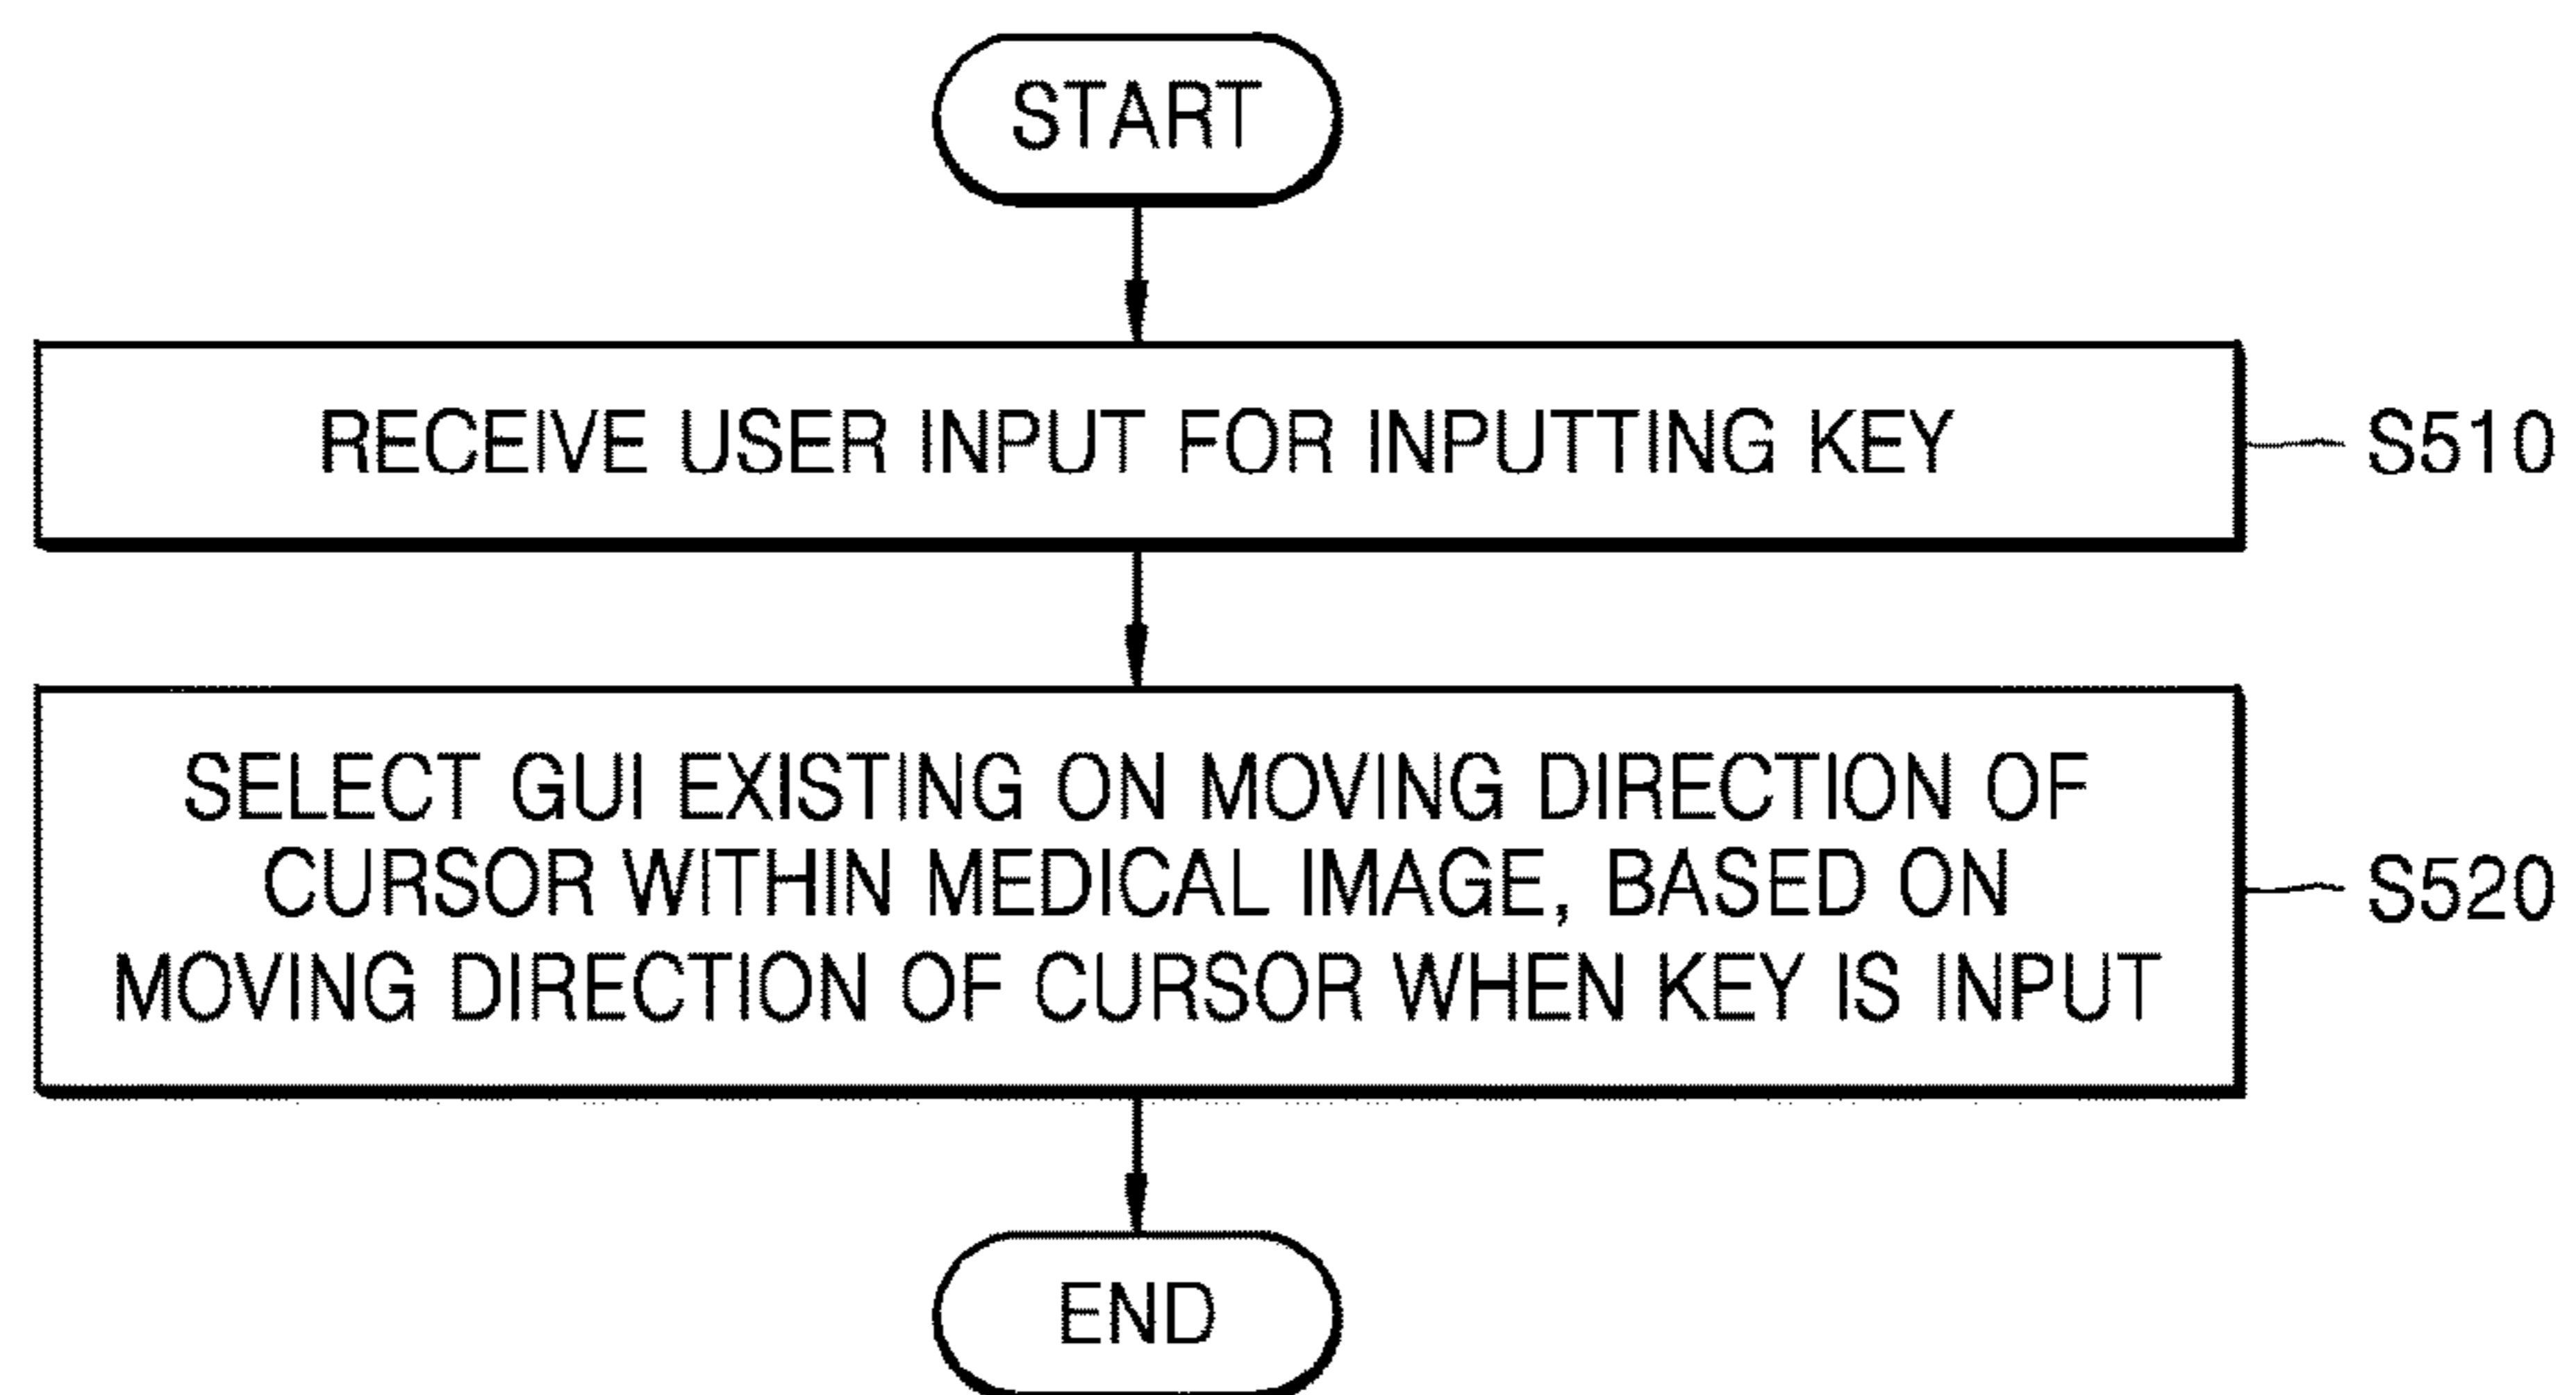 START
RECEIVE USER INPUT FOR INPUTTING KEY
S510
SELECT GUI EXISTING ON MOVING DIRECTION OF
CURSOR WITHIN MEDICAL IMAGE, BASED ON
MOVING DIRECTION OF CURSOR WHEN KEY IS INPUT
S520
END